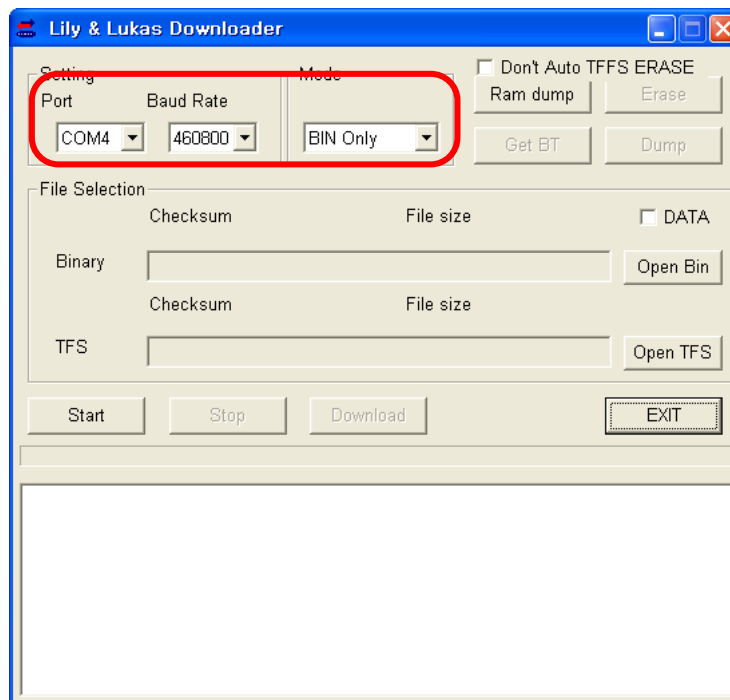 Lily & Lukas Downloader
Setting
Mode
Don't Auto TFFS ERASE
Port
Baud Rate
Ram dump
Erase
COM4
460800
BIN Only
Get BT
Dump
File Selection
Checksum
File size
DATA
Binary
Open Bin
Checksum
File size
TFS
Open TFS
Start
Stop
Download
EXIT